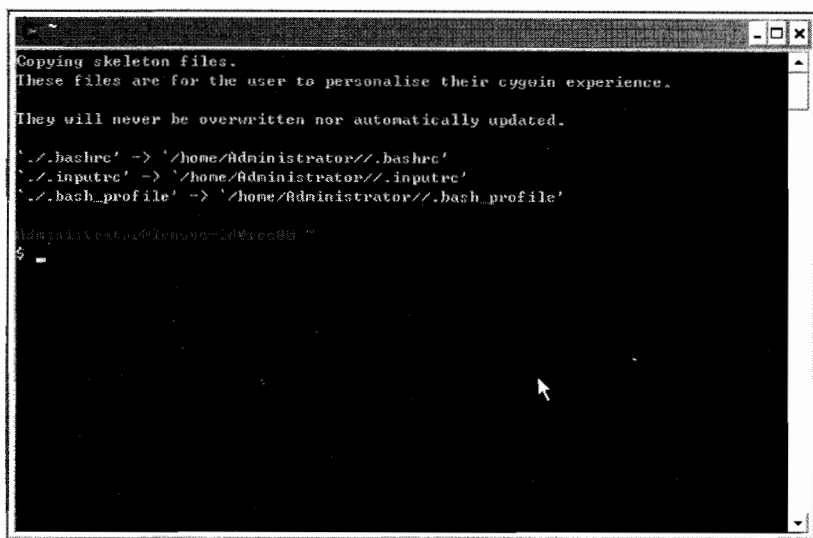 ~
Copying skeleton files.
These files are for the user to personalise their cygwin experience.
They will never be overwritten nor automatically updated.
`./.bashrc' -> `/home/Administrator//.bashrc'
`./.inputrc' -> `/home/Administrator//.inputrc'
`./.bash_profile' -> `/home/Administrator//.bash_profile'
~
$